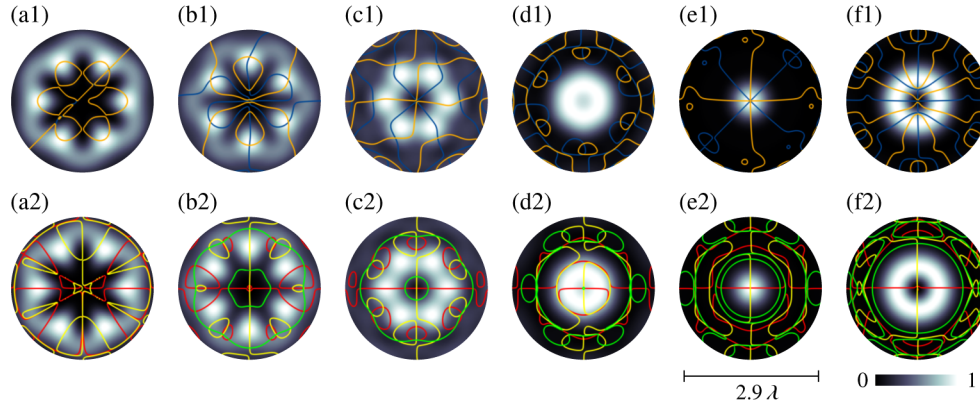 (a1) (b1) (c1) (d1) (e1) (f1)
(a2) (b2) (c2) (d2) (e2) (f2)
2.9 λ
0 1